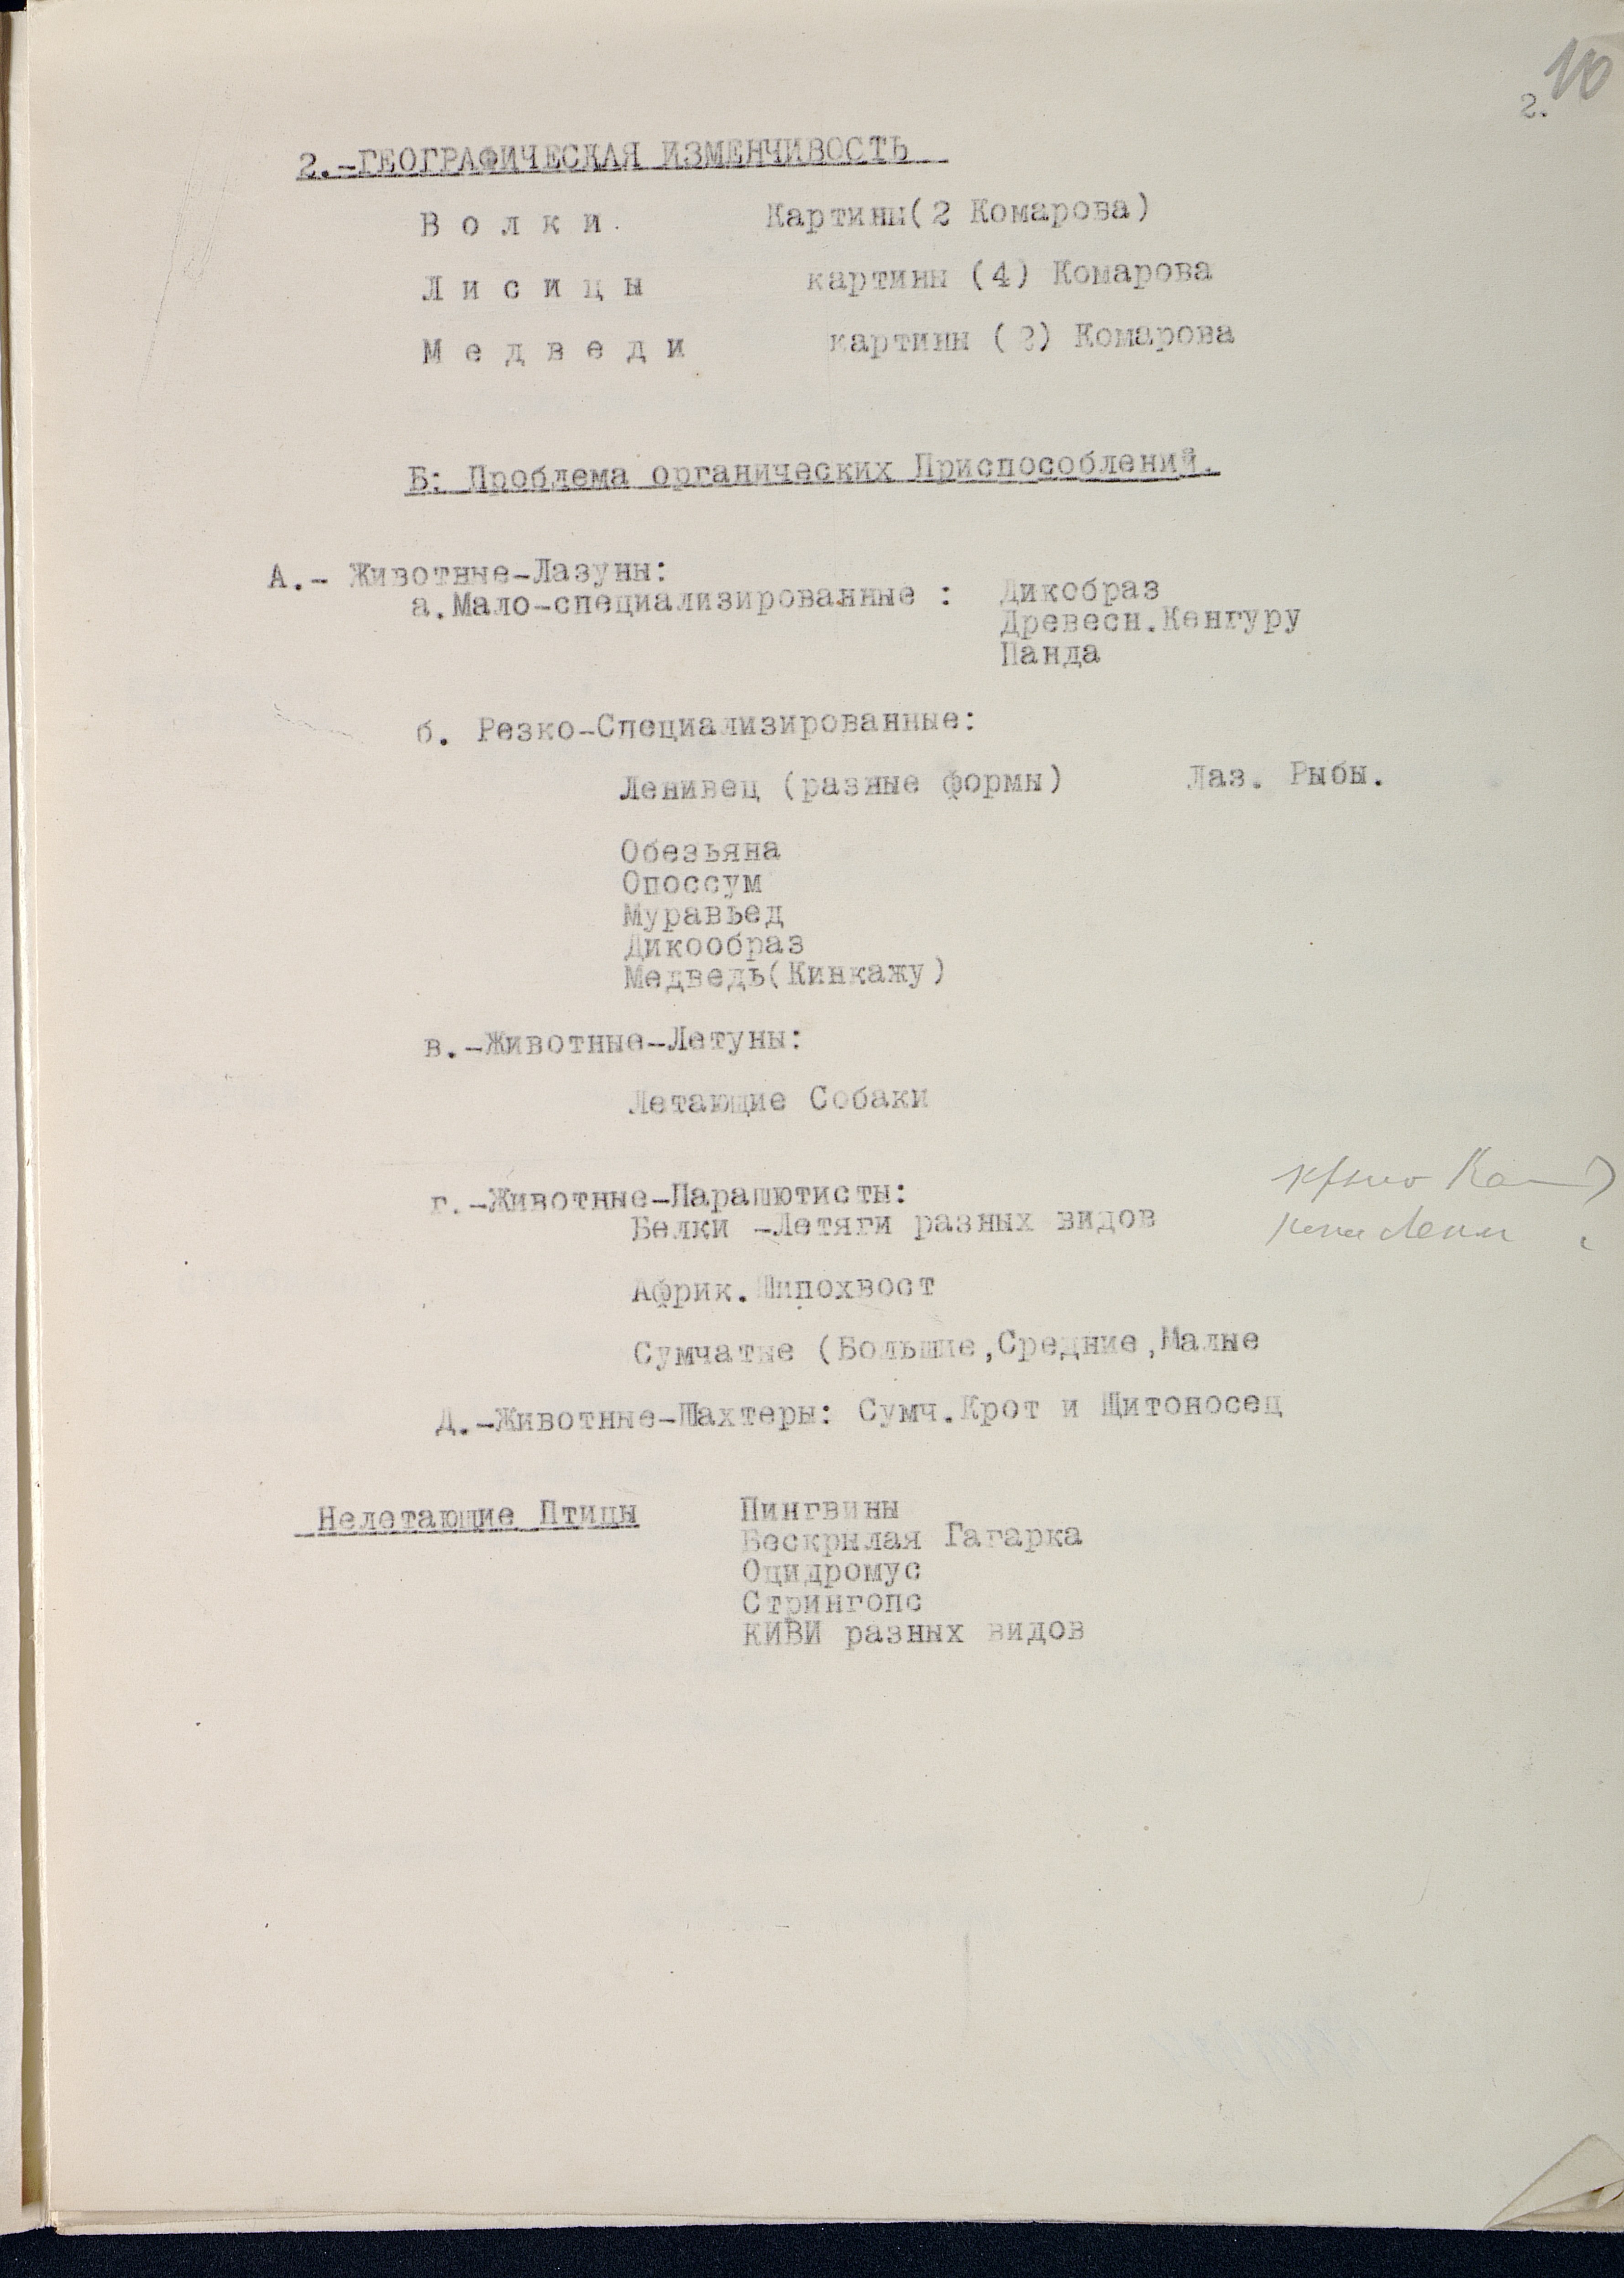 10
2.
2.-ГЕОГРАФИЧЕСКАЯ ИЗМЕНЧИВОСТЬ
В о л к и . Картины(2 Комарова)
Л и с и ц ы картины (4) Комарова
М е д в е д и картины (2) Комарова
Б: Проблема органических Приспособлений.
А.- Животные-Лазуны:
а.Мало-специализированные : Дикобраз
Древесн.Кенгуру
Панда
б. Резко-Специализированные:
Ленивец (разные формы) Лаз. Рыбы.
Обезьяна
Опоссум
Муравьед
Дикообраз
Медведь(Кинкажу)
в.-Животные-Летуны:
Летающие Собаки
г.-Животные-Парашютисты:
Белки -Летяги разных видов
Африк.Шипохвост
Сумчатые (Большие,Средние,Малые
д.-Животные-Шахтеры: Сумч.Крот и Щитоносец
Нелетающие Птицы Пингвины
Бескрылая Гагарка
Оцидромус
Стрингопс
КИВИ разных видов